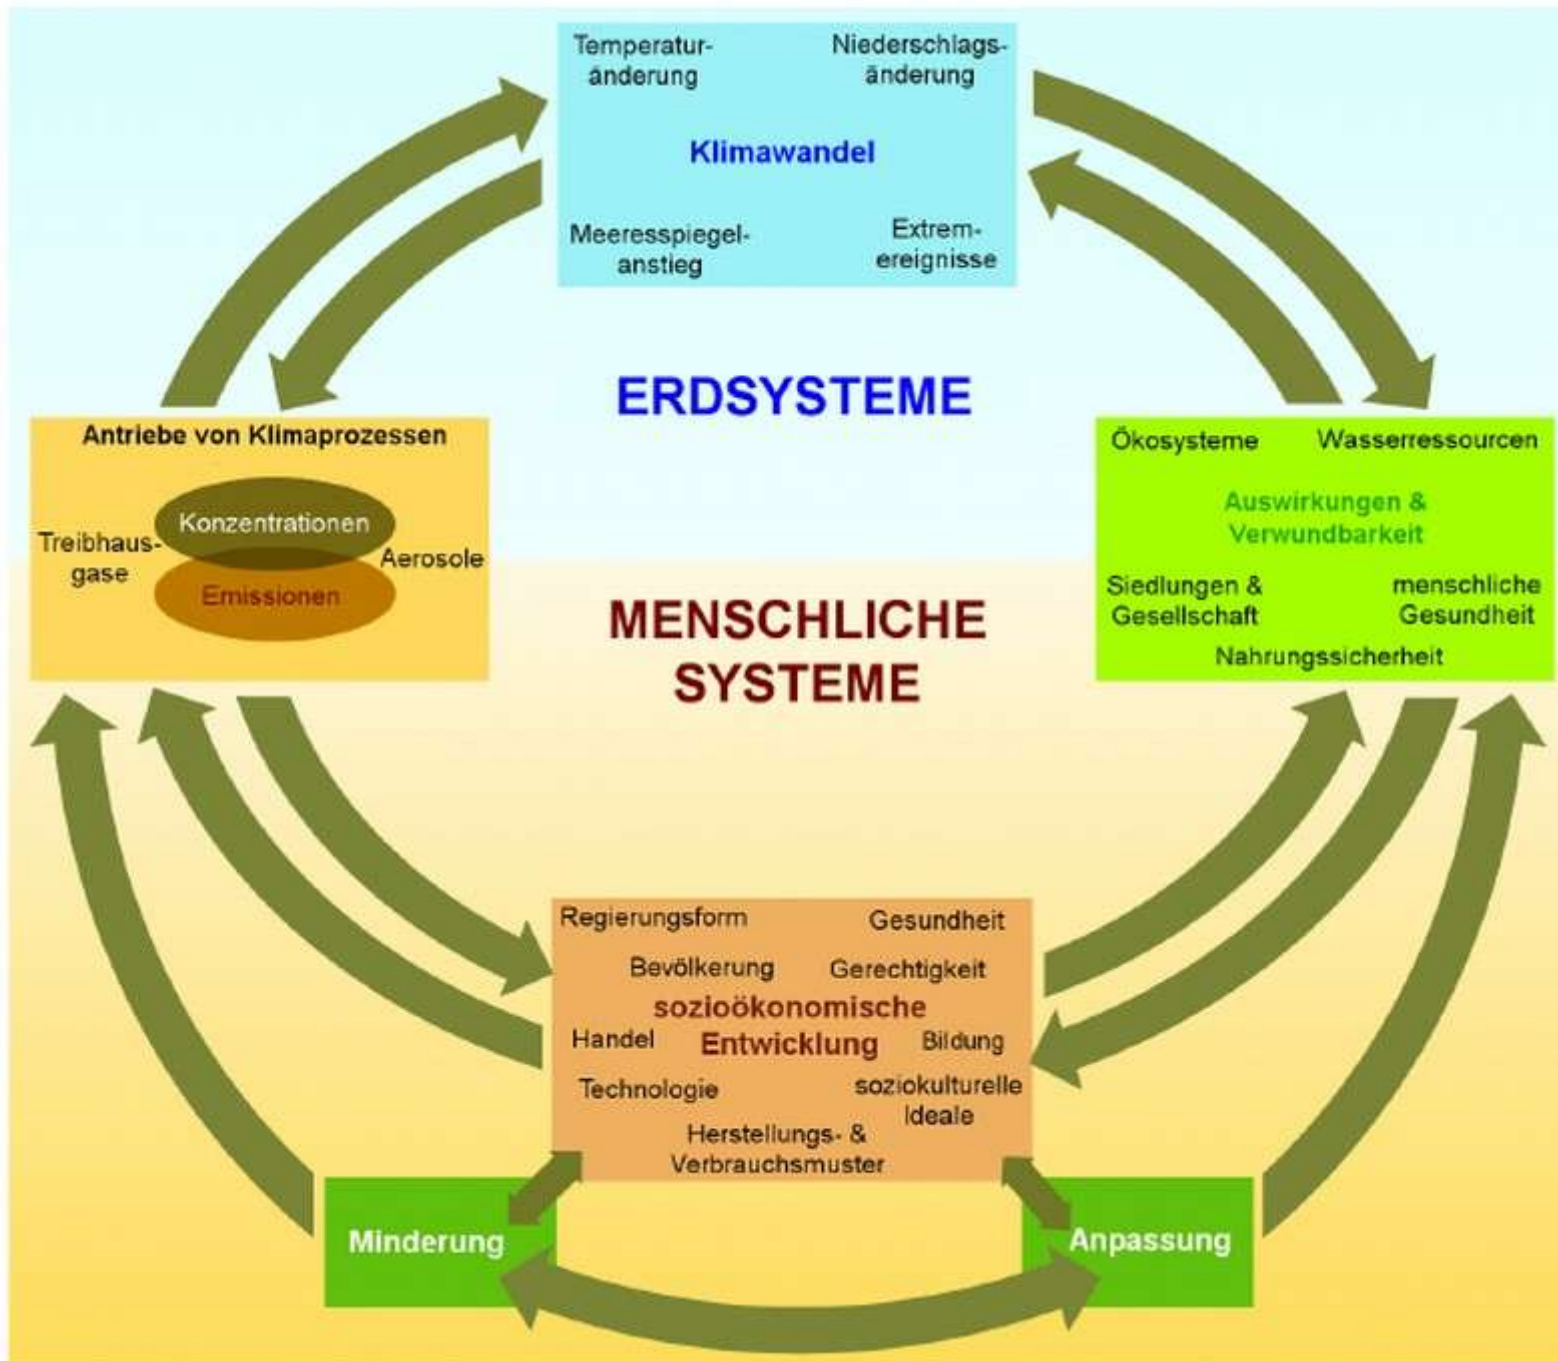 Temperatur-
änderung
Niederschlags-
änderung
Klimawandel
Meeresspiegel-
anstieg
Extrem-
ereignisse
ERDSYSTEME
Antriebe von Klimaprozessen
Konzentrationen
Treibhaus-
gase
Aerosole
Emissionen
Ökosysteme
Wasserressourcen
Auswirkungen &
Verwundbarkeit
Siedlungen &
Gesellschaft
menschliche
Gesundheit
Nahrungssicherheit
MENSCHLICHE
SYSTEME
Regierungsform
Gesundheit
Bevölkerung
Gerechtigkeit
sozioökonomische
Entwicklung
Handel
Bildung
Technologie
soziokulturelle
Ideale
Herstellungs- &
Verbrauchsmuster
Minderung
Anpassung